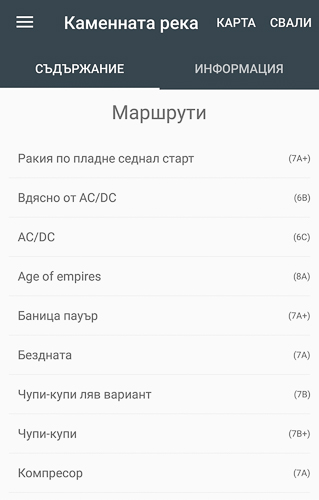 Каменната река КАРТА СВАЛИ
СЪДЪРЖАНИЕ ИНФОРМАЦИЯ
Маршрути
Ракия по пладне седнал старт (7A+)
Вдясно от AC/DC (6B)
AC/DC (6C)
Age of empires (8A)
Баница пауър (7A+)
Бездната (7A)
Чупи-купи ляв вариант (7B)
Чупи-купи (7B+)
Компресор (7A)